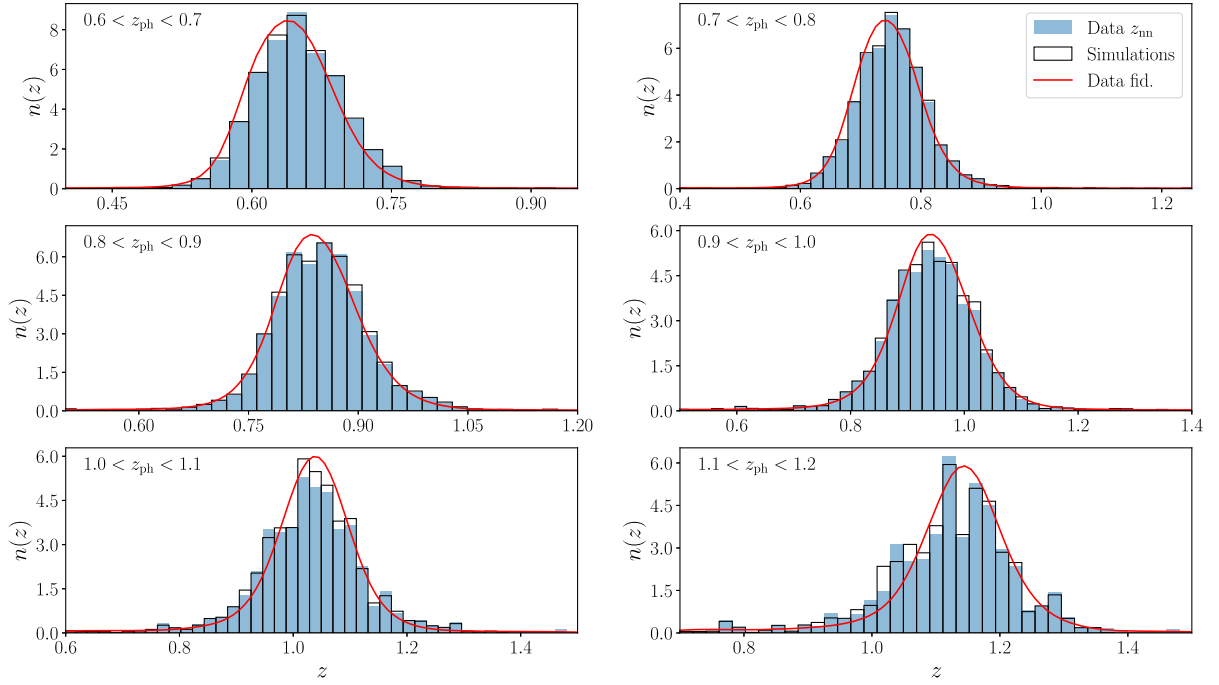 0.6 < z_ph < 0.7
n(z)
8
6
4
2
0
0.45 0.60 0.75 0.90
0.7 < z_ph < 0.8
Data z_nn
Simulations
Data fid.
n(z)
6
4
2
0
0.4 0.6 0.8 1.0 1.2
0.8 < z_ph < 0.9
n(z)
6.0
4.5
3.0
1.5
0.0
0.60 0.75 0.90 1.05 1.20
0.9 < z_ph < 1.0
n(z)
6.0
4.5
3.0
1.5
0.0
0.6 0.8 1.0 1.2 1.4
1.0 < z_ph < 1.1
n(z)
6.0
4.5
3.0
1.5
0.0
0.6 0.8 1.0 1.2 1.4
z
1.1 < z_ph < 1.2
n(z)
6.0
4.5
3.0
1.5
0.0
0.8 1.0 1.2 1.4
z